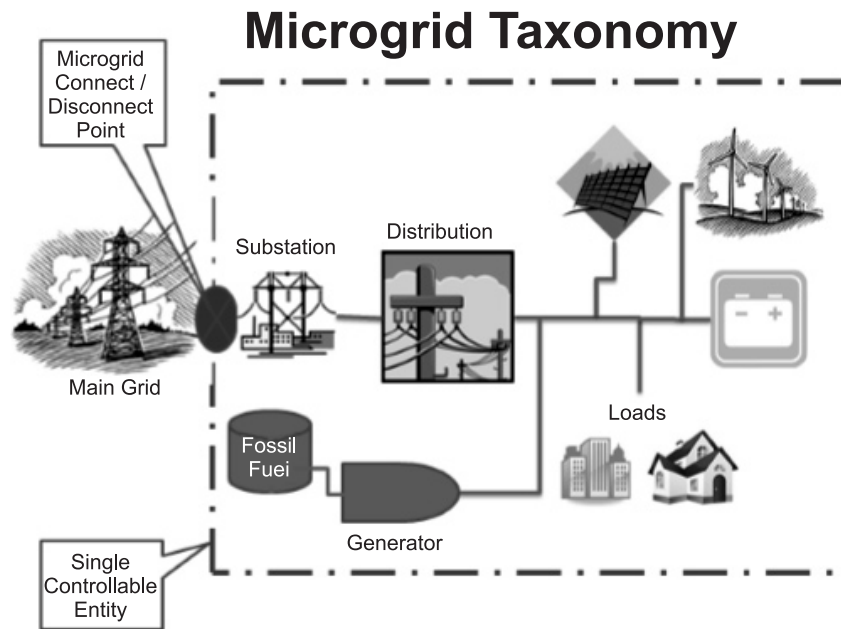 Microgrid Taxonomy
Microgrid
Connect /
Disconnect
Point
Substation
Distribution
Main Grid
Loads
Fossil
Fuei
Generator
Single
Controllable
Entity